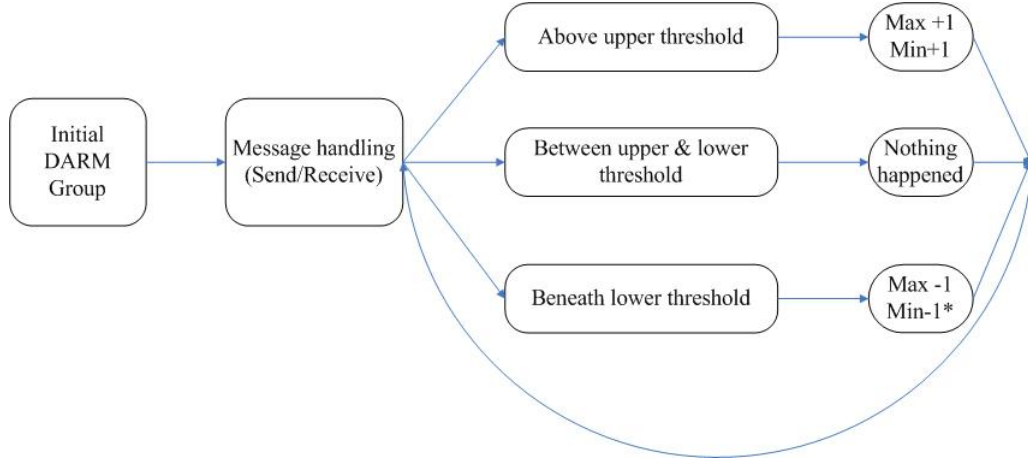 Initial
DARM
Group
Message handling
(Send/Receive)
Above upper threshold
Max +1
Min+1
Between upper & lower
threshold
Nothing
happened
Beneath lower threshold
Max -1
Min-1*